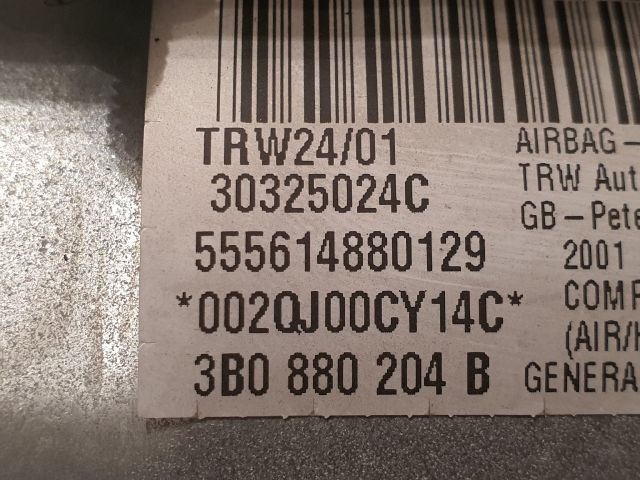 TRW24/01
30325024C
555614880129
*002QJ00CY14C*
3B0 880 204 B
AIRBAG –
TRW Aut
GB – Pete
2001
COMP
(AIR/H
GENERA